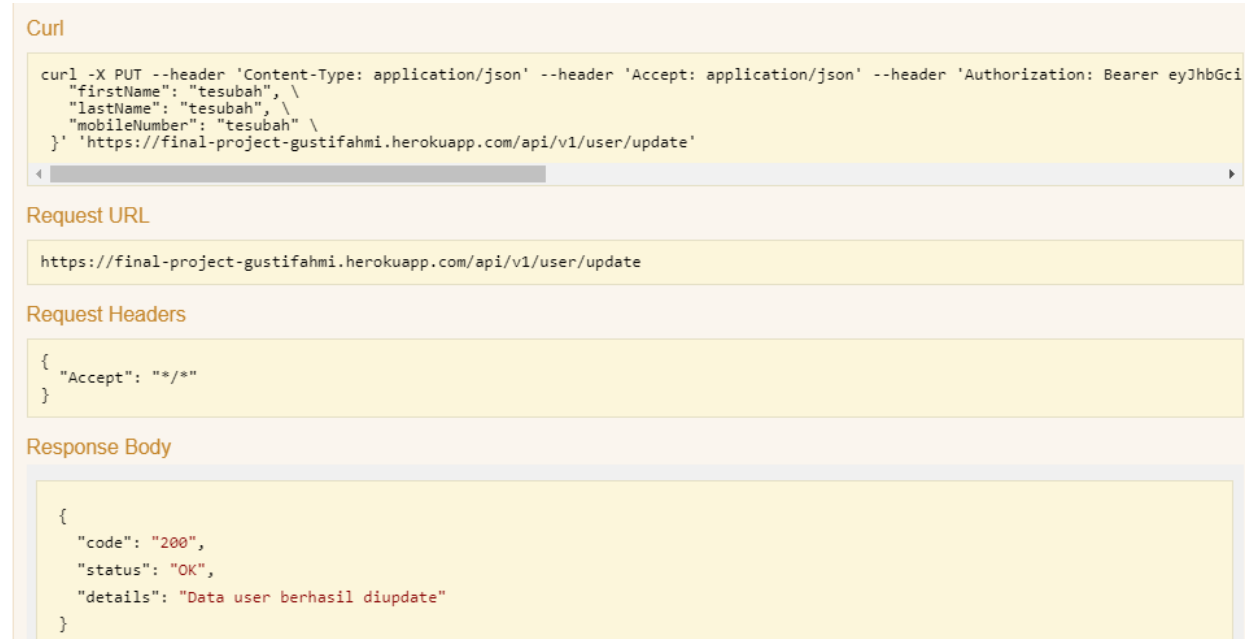 Curl
curl -X PUT --header 'Content-Type: application/json' --header 'Accept: application/json' --header 'Authorization: Bearer eyJhbGci
"firstName": "tesubah", \
"lastName": "tesubah", \
"mobileNumber": "tesubah" \
}' 'https://final-project-gustifahmi.herokuapp.com/api/v1/user/update'
Request URL
https://final-project-gustifahmi.herokuapp.com/api/v1/user/update
Request Headers
{
"Accept": "*/*"
}
Response Body
{
"code": "200",
"status": "OK",
"details": "Data user berhasil diupdate"
}